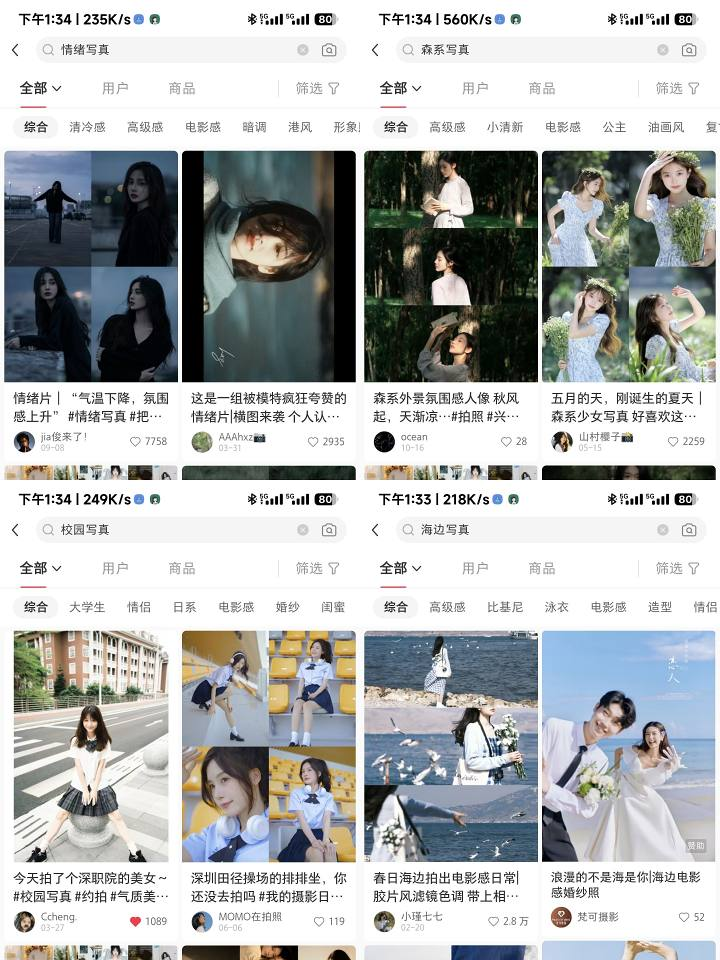 下午1:34 | 235K/s
5G 5G 80
情绪写真
全部
用户
商品
筛选
综合 清冷感 高级感 电影感 暗调 港风 形象
情绪片｜ “气温下降，氛围
感上升” #情绪写真 #把…
jia俊来了!
09-08
7758
这是一组被模特疯狂夸赞的
情绪片|横图来袭 个人认…
AAAhxz
03-31
2935
下午1:34 | 560K/s
5G 5G 80
森系写真
全部
用户
商品
筛选
综合 高级感 小清新 电影感 公主 油画风 复
森系外景氛围感人像 秋风
起，天渐凉…#拍照 #兴…
ocean
10-16
28
五月的天，刚诞生的夏天｜
森系少女写真 好喜欢这…
山村樱子
05-15
2259
下午1:34 | 249K/s
5G 5G 80
校园写真
全部
用户
商品
筛选
综合 大学生 情侣 日系 电影感 婚纱 闺蜜
今天拍了个深职院的美女～
#校园写真 #约拍 #气质美…
Ccheng.
03-27
1089
深圳田径操场的排排坐，你
还没去拍吗 #我的摄影日…
MOMO在拍照
06-06
119
下午1:33 | 218K/s
5G 5G 80
海边写真
全部
用户
商品
筛选
综合 高级感 比基尼 泳衣 电影感 造型 情侣
春日海边拍出电影感日常|
胶片风滤镜色调 带上相…
小瑾七七
02-20
2.8 万
恋人
赞助
浪漫的不是海是你|海边电影
感婚纱照
梵可摄影
52